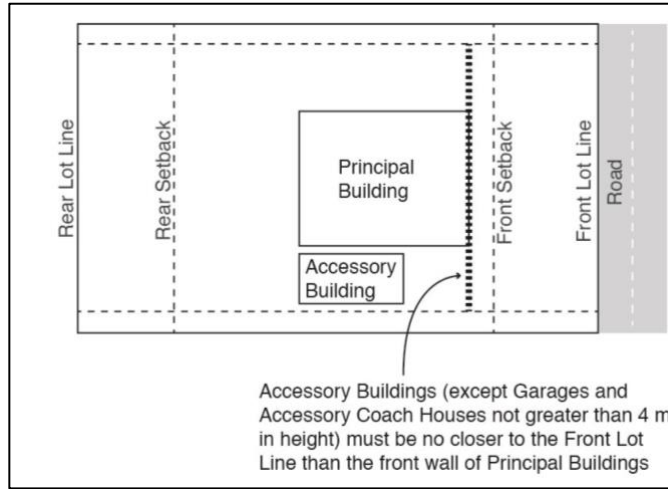 Rear Lot Line
Rear Setback
Principal
Building
Accessory
Building
Front Setback
Front Lot Line
Road
Accessory Buildings (except Garages and
Accessory Coach Houses not greater than 4 m
in height) must be no closer to the Front Lot
Line than the front wall of Principal Buildings